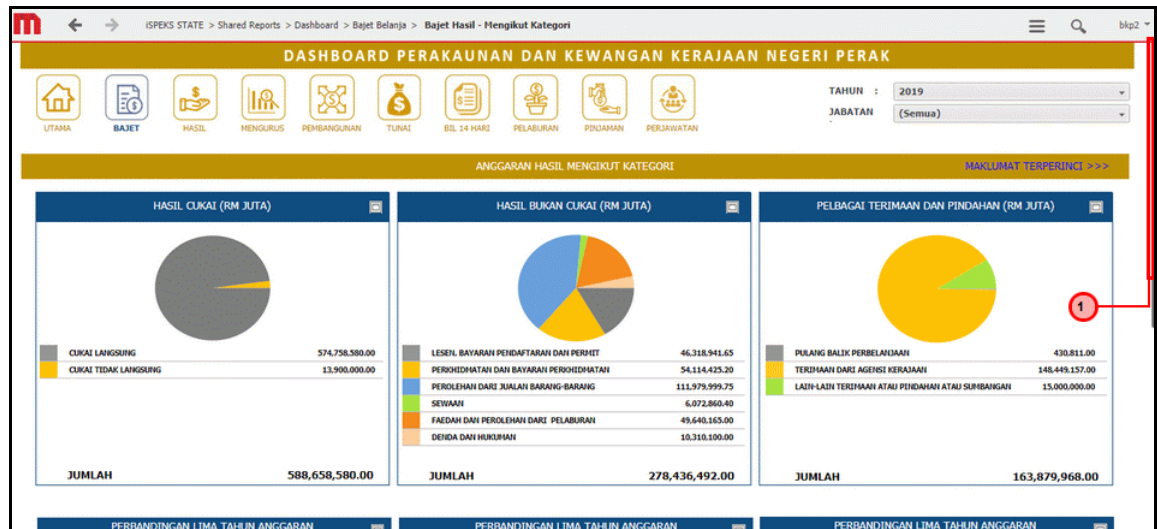 iSPEKS STATE > Shared Reports > Dashboard > Bajet Belanja > Bajet Hasil - Mengikut Kategori
bkp2
DASHBOARD PERAKAUNAN DAN KEWANGAN KERAJAAN NEGERI PERAK
UTAMA
BAJET
HASIL
MENGURUS
PEMBANGUNAN
TUNAI
BIL 14 HARI
PELABURAN
PINJAMAN
PERJAWATAN
TAHUN : 2019
JABATAN : (Semua)
ANGGARAN HASIL MENGIKUT KATEGORI
MAKLUMAT TERPERINCI >>>
HASIL CUKAI (RM JUTA)
CUKAI LANGSUNG 574,758,580.00
CUKAI TIDAK LANGSUNG 13,900,000.00
JUMLAH 588,658,580.00
HASIL BUKAN CUKAI (RM JUTA)
LESEN, BAYARAN PENDAFTARAN DAN PERMIT 46,318,941.65
PERKHIDMATAN DAN BAYARAN PERKHIDMATAN 54,114,425.20
PEROLEHAN DARI JUALAN BARANG-BARANG 111,979,999.75
SEWAAN 6,072,860.40
FAEDAH DAN PEROLEHAN DARI PELABURAN 49,640,165.00
DENDA DAN HUKUMAN 10,310,100.00
JUMLAH 278,436,492.00
PELBAGAI TERIMAAN DAN PINDAHAN (RM JUTA)
1
PULANG BALIK PERBELANJAAN 430,811.00
TERIMAAN DARI AGENSI KERAJAAN 148,449,157.00
LAIN-LAIN TERIMAAN ATAU PINDAHAN ATAU SUMBANGAN 15,000,000.00
JUMLAH 163,879,968.00
PERBANDINGAN LIMA TAHUN ANGGARAN
PERBANDINGAN LIMA TAHUN ANGGARAN
PERBANDINGAN LIMA TAHUN ANGGARAN